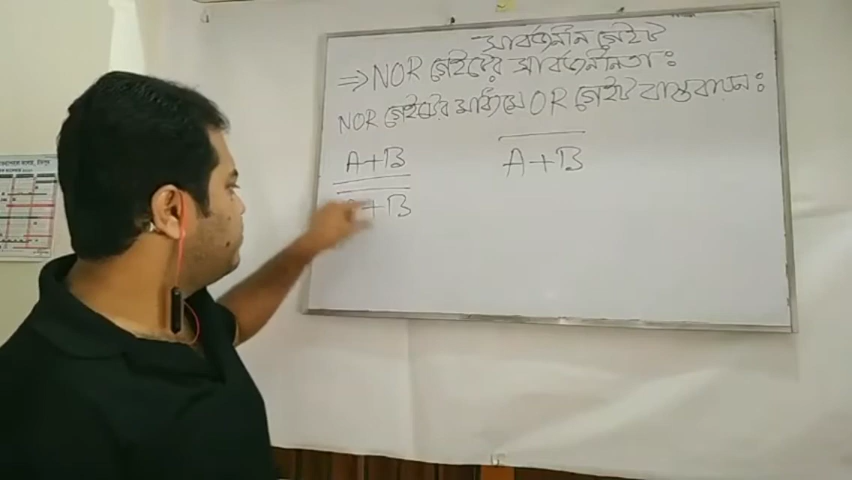 সার্বজনীন গেইট
⇒ NOR গেইটের সার্বজনীনতা :
NOR গেইটের মাধ্যমে OR গেইট বাস্তবায়ন :
A+B
A̅+̅B̅
A̿+̿B̿